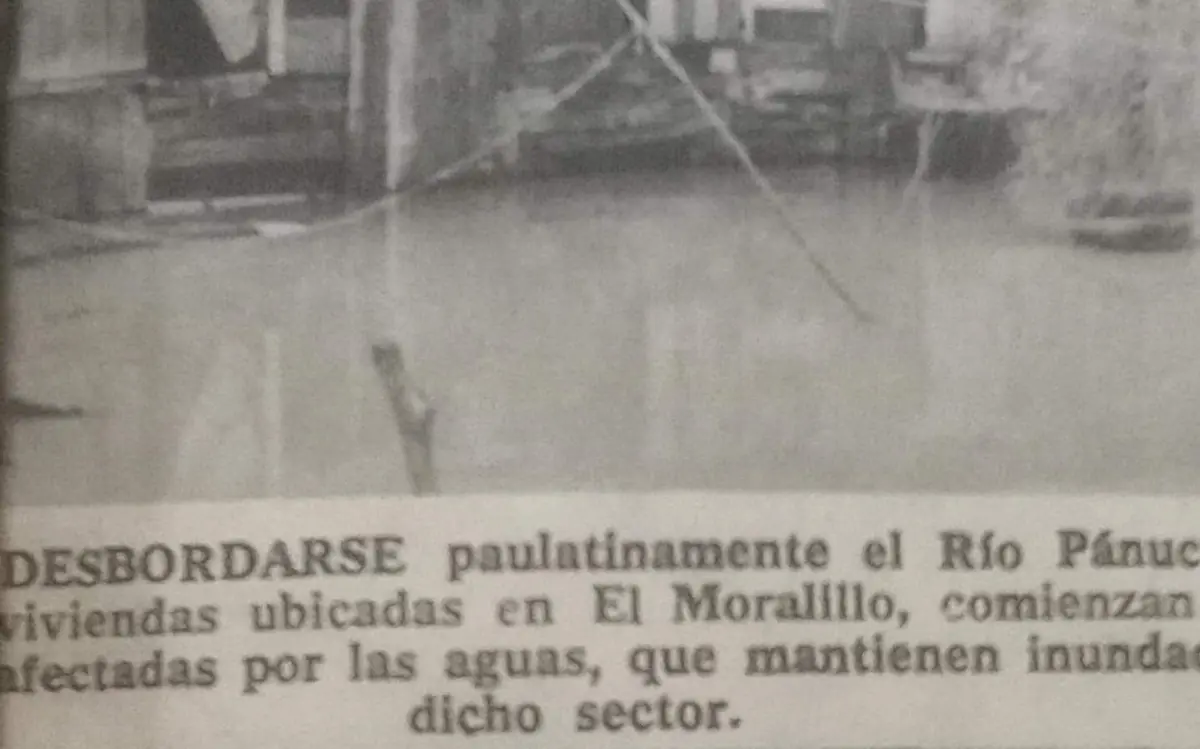 DESBORDARSE paulatinamente el Río Pánuc
viviendas ubicadas en El Moralillo, comienzan
afectadas por las aguas, que mantienen inunda
dicho sector.